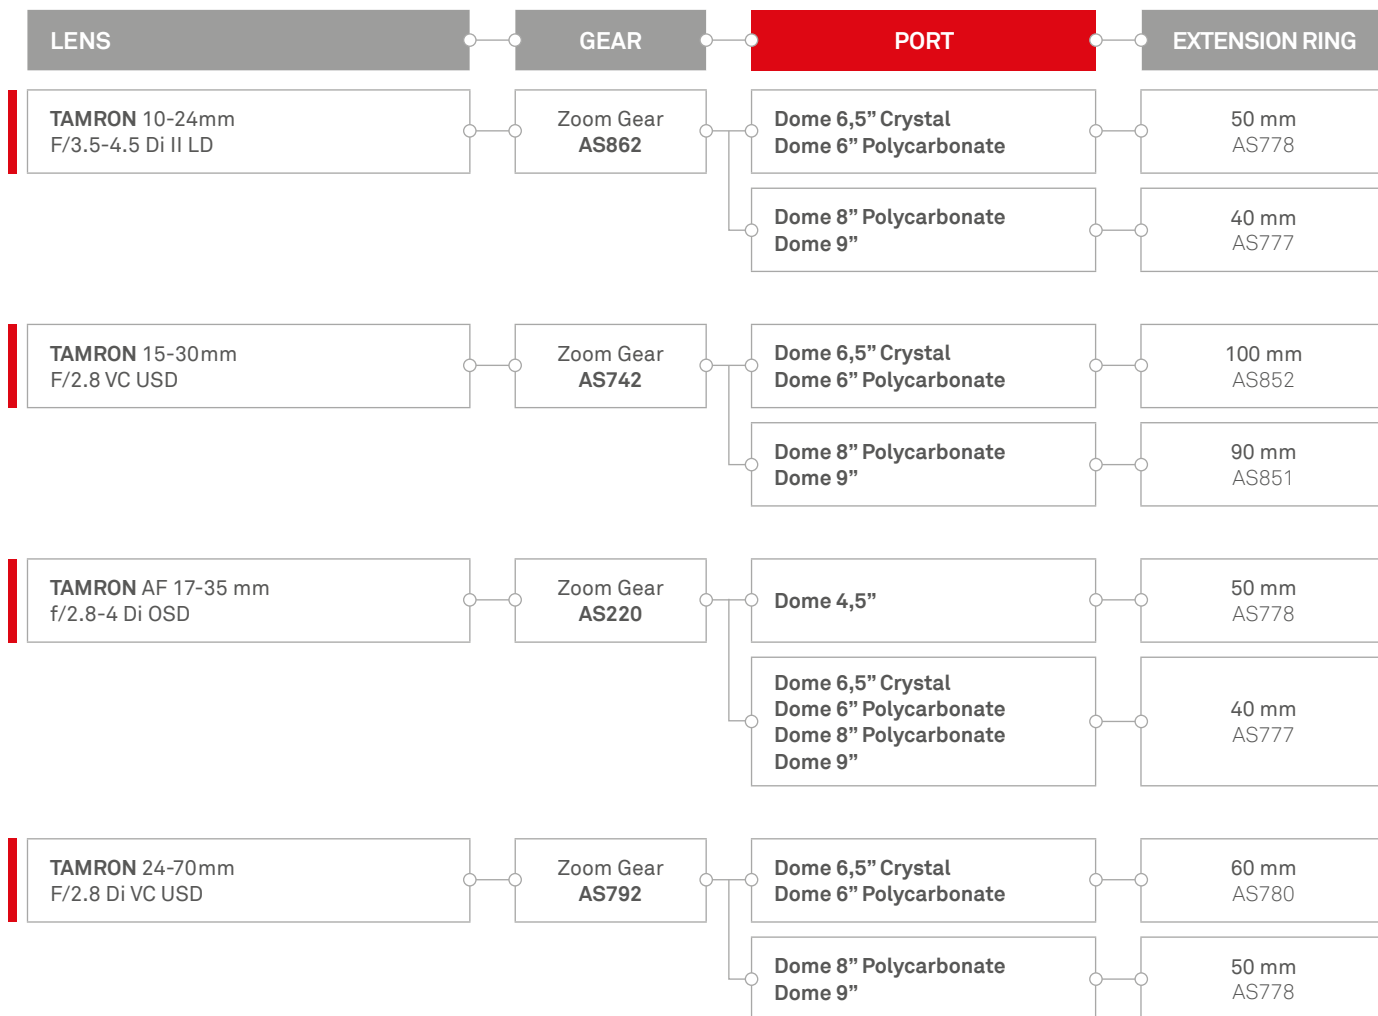 LENS
GEAR
PORT
EXTENSION RING
TAMRON 10-24mm
F/3.5-4.5 Di II LD
Zoom Gear
AS862
Dome 6,5” Crystal
Dome 6” Polycarbonate
50 mm
AS778
Dome 8” Polycarbonate
Dome 9”
40 mm
AS777
TAMRON 15-30mm
F/2.8 VC USD
Zoom Gear
AS742
Dome 6,5” Crystal
Dome 6” Polycarbonate
100 mm
AS852
Dome 8” Polycarbonate
Dome 9”
90 mm
AS851
TAMRON AF 17-35 mm
f/2.8-4 Di OSD
Zoom Gear
AS220
Dome 4,5”
50 mm
AS778
Dome 6,5” Crystal
Dome 6” Polycarbonate
Dome 8” Polycarbonate
Dome 9”
40 mm
AS777
TAMRON 24-70mm
F/2.8 Di VC USD
Zoom Gear
AS792
Dome 6,5” Crystal
Dome 6” Polycarbonate
60 mm
AS780
Dome 8” Polycarbonate
Dome 9”
50 mm
AS778